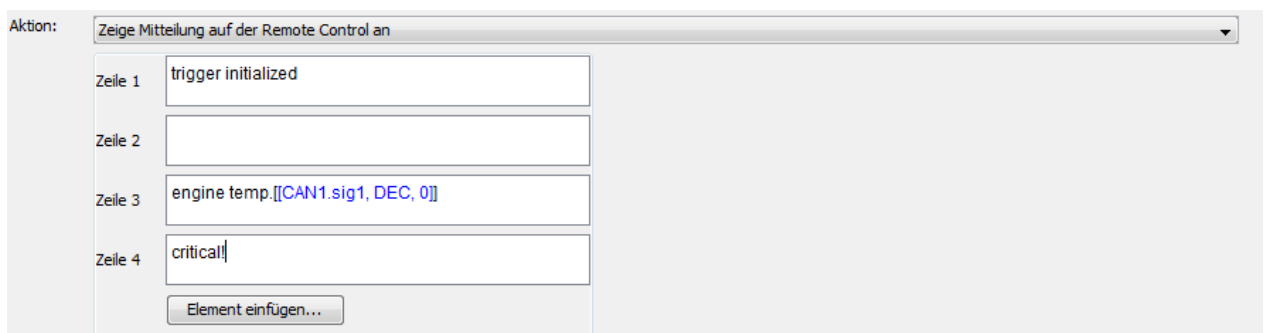 Aktion: Zeige Mitteilung auf der Remote Control an
Zeile 1 trigger initialized
Zeile 2
Zeile 3 engine temp.[[CAN1.sig1, DEC, 0]]
Zeile 4 critical!
Element einfügen...